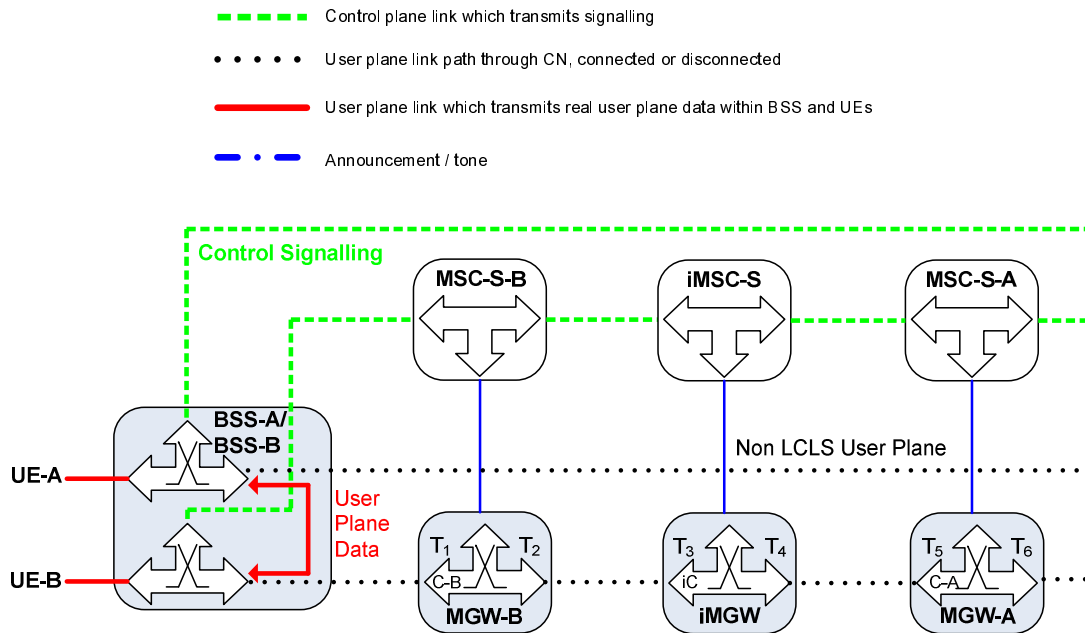 Control plane link which transmits signalling
User plane link path through CN, connected or disconnected
User plane link which transmits real user plane data within BSS and UEs
Announcement / tone
Control Signalling
MSC-S-B
iMSC-S
MSC-S-A
BSS-A/
BSS-B
Non LCLS User Plane
UE-A
User
Plane
Data
UE-B
T1
T2
T3
T4
T5
T6
C-B
iC
C-A
MGW-B
iMGW
MGW-A